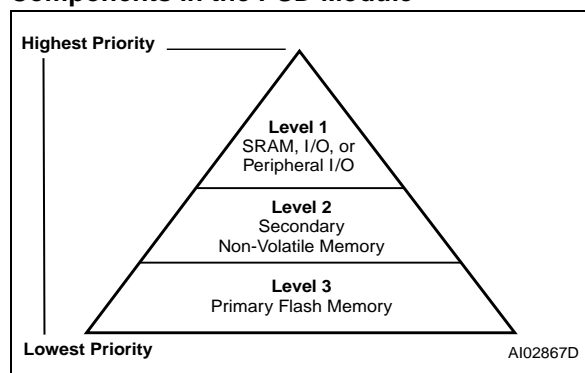 Components in the PSD Module
Highest Priority
Level 1
SRAM, I/O, or
Peripheral I/O
Level 2
Secondary
Non-Volatile Memory
Level 3
Primary Flash Memory
Lowest Priority
AI02867D